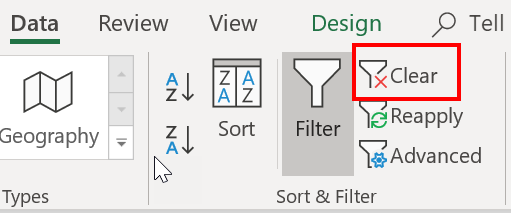 Data Review View Design Tell
Geography
A
Z
Z
A
Z A
A Z
Sort
Filter
Clear
Reapply
Advanced
Types
Sort & Filter